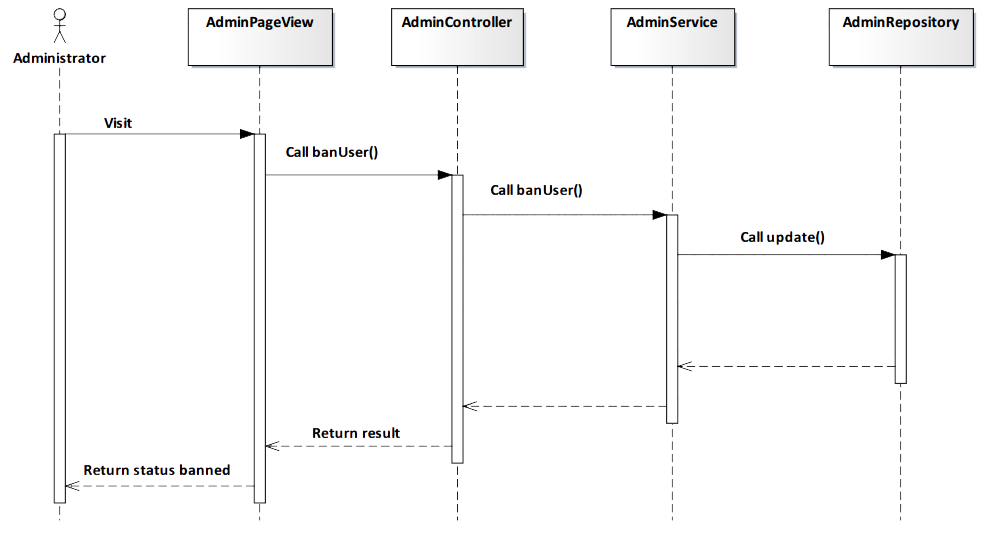 AdminPageView
AdminController
AdminService
AdminRepository
Administrator
Visit
Call banUser()
Call banUser()
Call update()
Return result
Return status banned